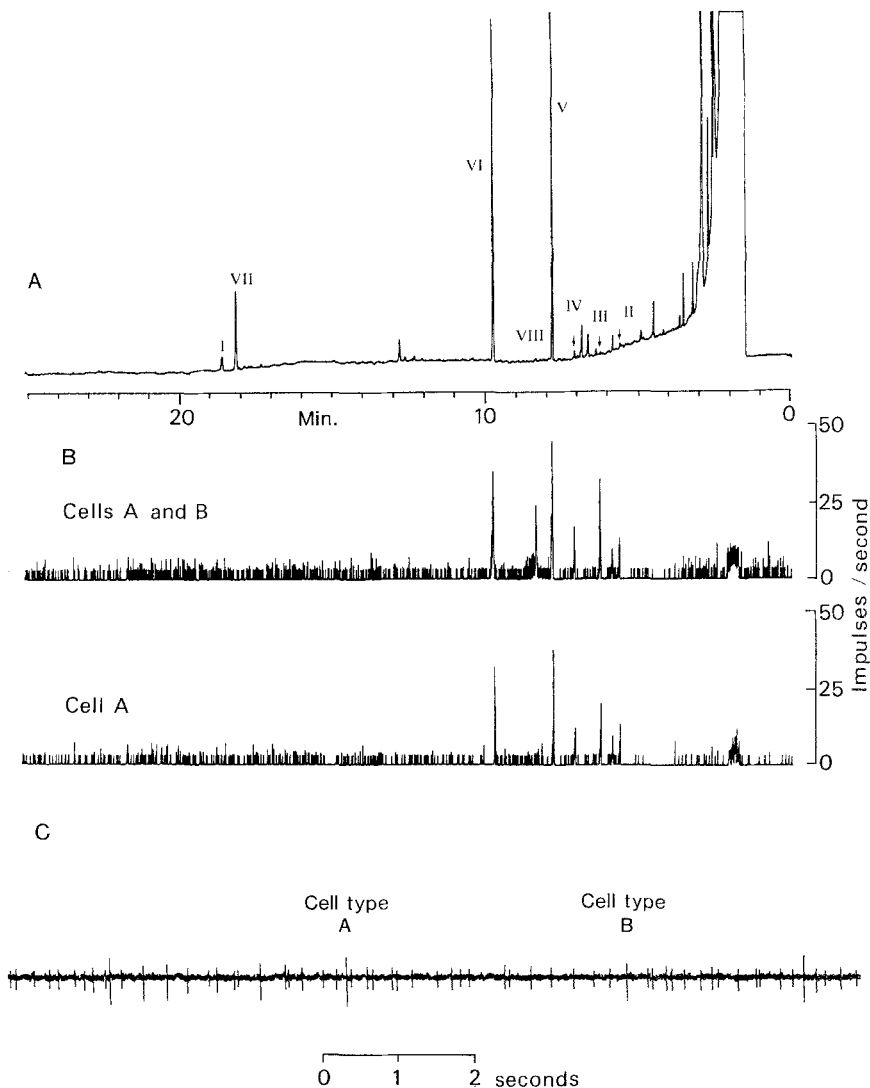 A
I
VII
VI
V
VIII
IV
III
II
20
Min.
10
0
B
Cells A and B
50
25
0
Cell A
50
25
0
Impulses / second
C
Cell type
A
Cell type
B
0 1 2 seconds